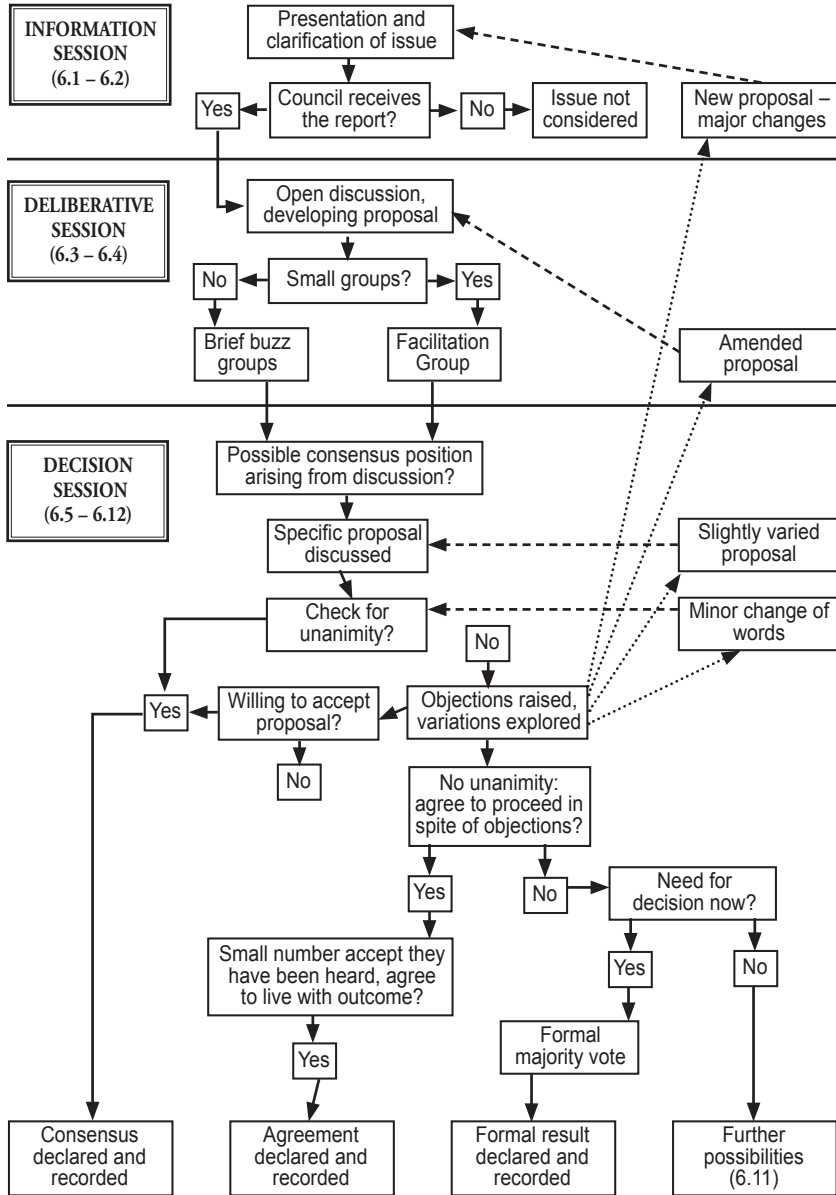 INFORMATION
SESSION
(6.1 – 6.2)
Presentation and
clarification of issue
Yes
Council receives
the report?
No
Issue not
considered
New proposal –
major changes
DELIBERATIVE
SESSION
(6.3 – 6.4)
Open discussion,
developing proposal
No
Small groups?
Yes
Brief buzz
groups
Facilitation
Group
Amended
proposal
DECISION
SESSION
(6.5 – 6.12)
Possible consensus position
arising from discussion?
Specific proposal
discussed
Slightly varied
proposal
Check for
unanimity?
Minor change of
words
No
Yes
Willing to accept
proposal?
Objections raised,
variations explored
No
No unanimity:
agree to proceed in
spite of objections?
Yes
No
Need for
decision now?
Small number accept they
have been heard, agree
to live with outcome?
Yes
No
Yes
Formal
majority vote
Consensus
declared and
recorded
Agreement
declared and
recorded
Formal result
declared and
recorded
Further
possibilities
(6.11)